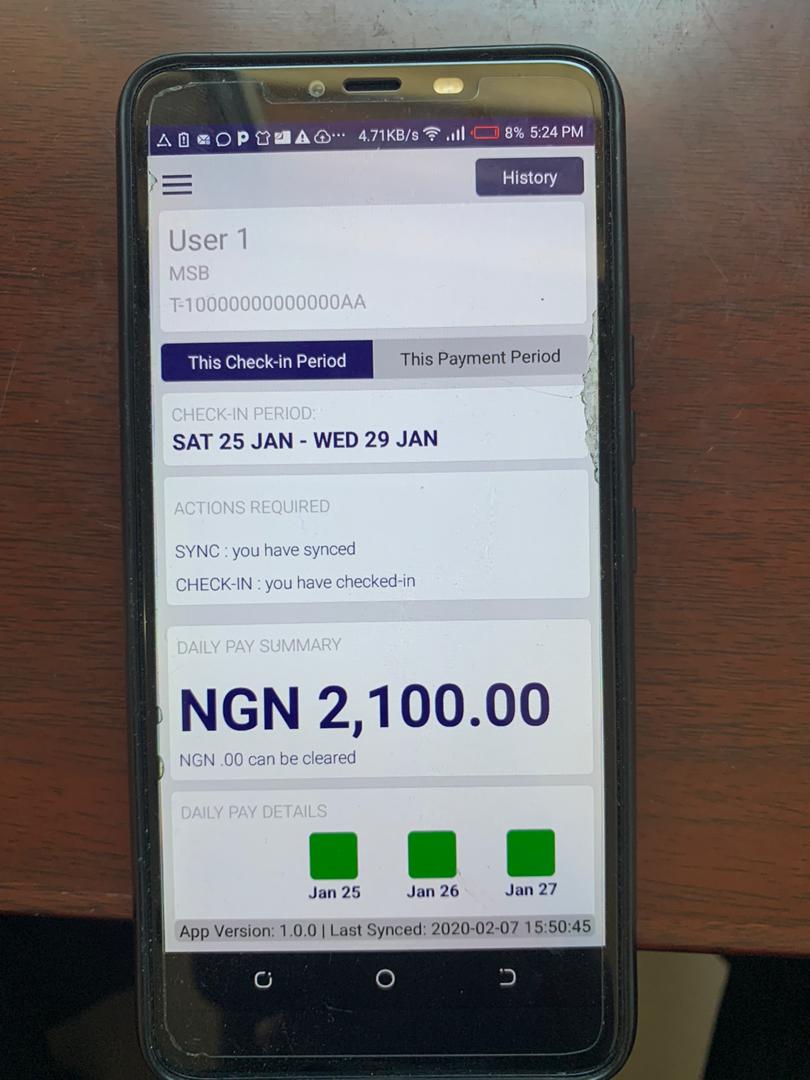 4.71KB/s 8% 5:24 PM
History
User 1
MSB
T-10000000000000AA
This Check-in Period This Payment Period
CHECK-IN PERIOD:
SAT 25 JAN - WED 29 JAN
ACTIONS REQUIRED
SYNC : you have synced
CHECK-IN : you have checked-in
DAILY PAY SUMMARY
NGN 2,100.00
NGN .00 can be cleared
DAILY PAY DETAILS
Jan 25 Jan 26 Jan 27
App Version: 1.0.0 | Last Synced: 2020-02-07 15:50:45